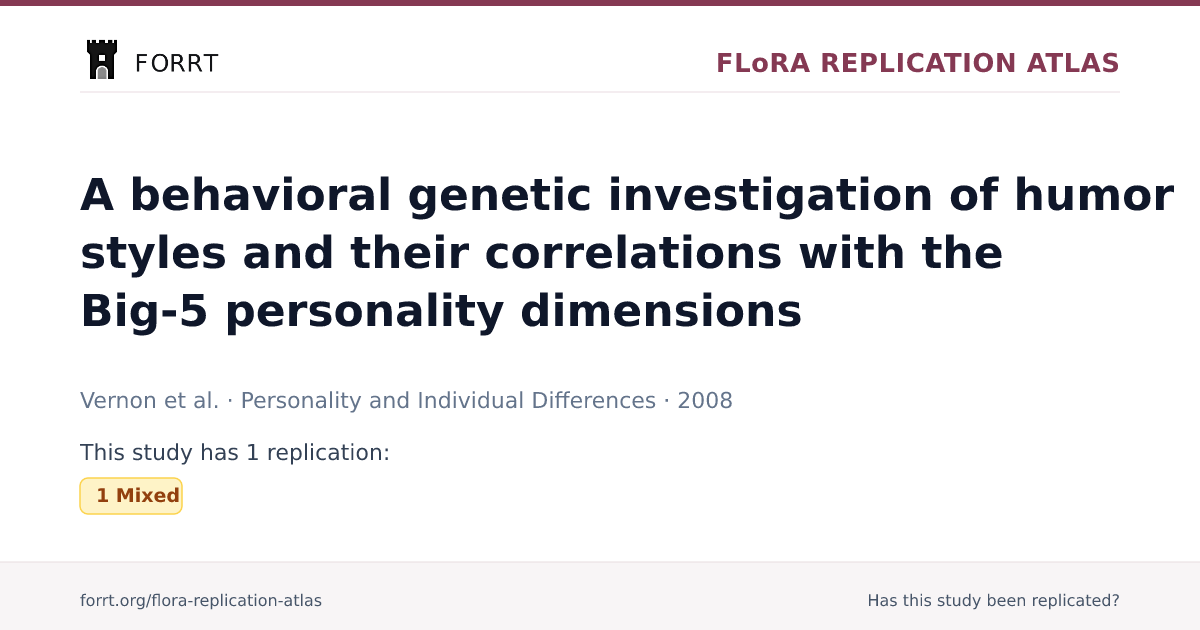 FORRT
FLoRA REPLICATION ATLAS
A behavioral genetic investigation of humor
styles and their correlations with the
Big-5 personality dimensions
Vernon et al. · Personality and Individual Differences · 2008
This study has 1 replication:
1 Mixed
forrt.org/flora-replication-atlas
Has this study been replicated?